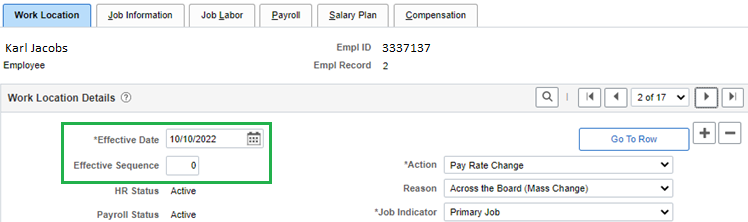 Work Location Job Information Job Labor Payroll Salary Plan Compensation
Karl Jacobs Empl ID 3337137
Employee Empl Record 2
Work Location Details ? 2 of 17
*Effective Date 10/10/2022 Go To Row
Effective Sequence 0 *Action Pay Rate Change
HR Status Active Reason Across the Board (Mass Change)
Payroll Status Active *Job Indicator Primary Job